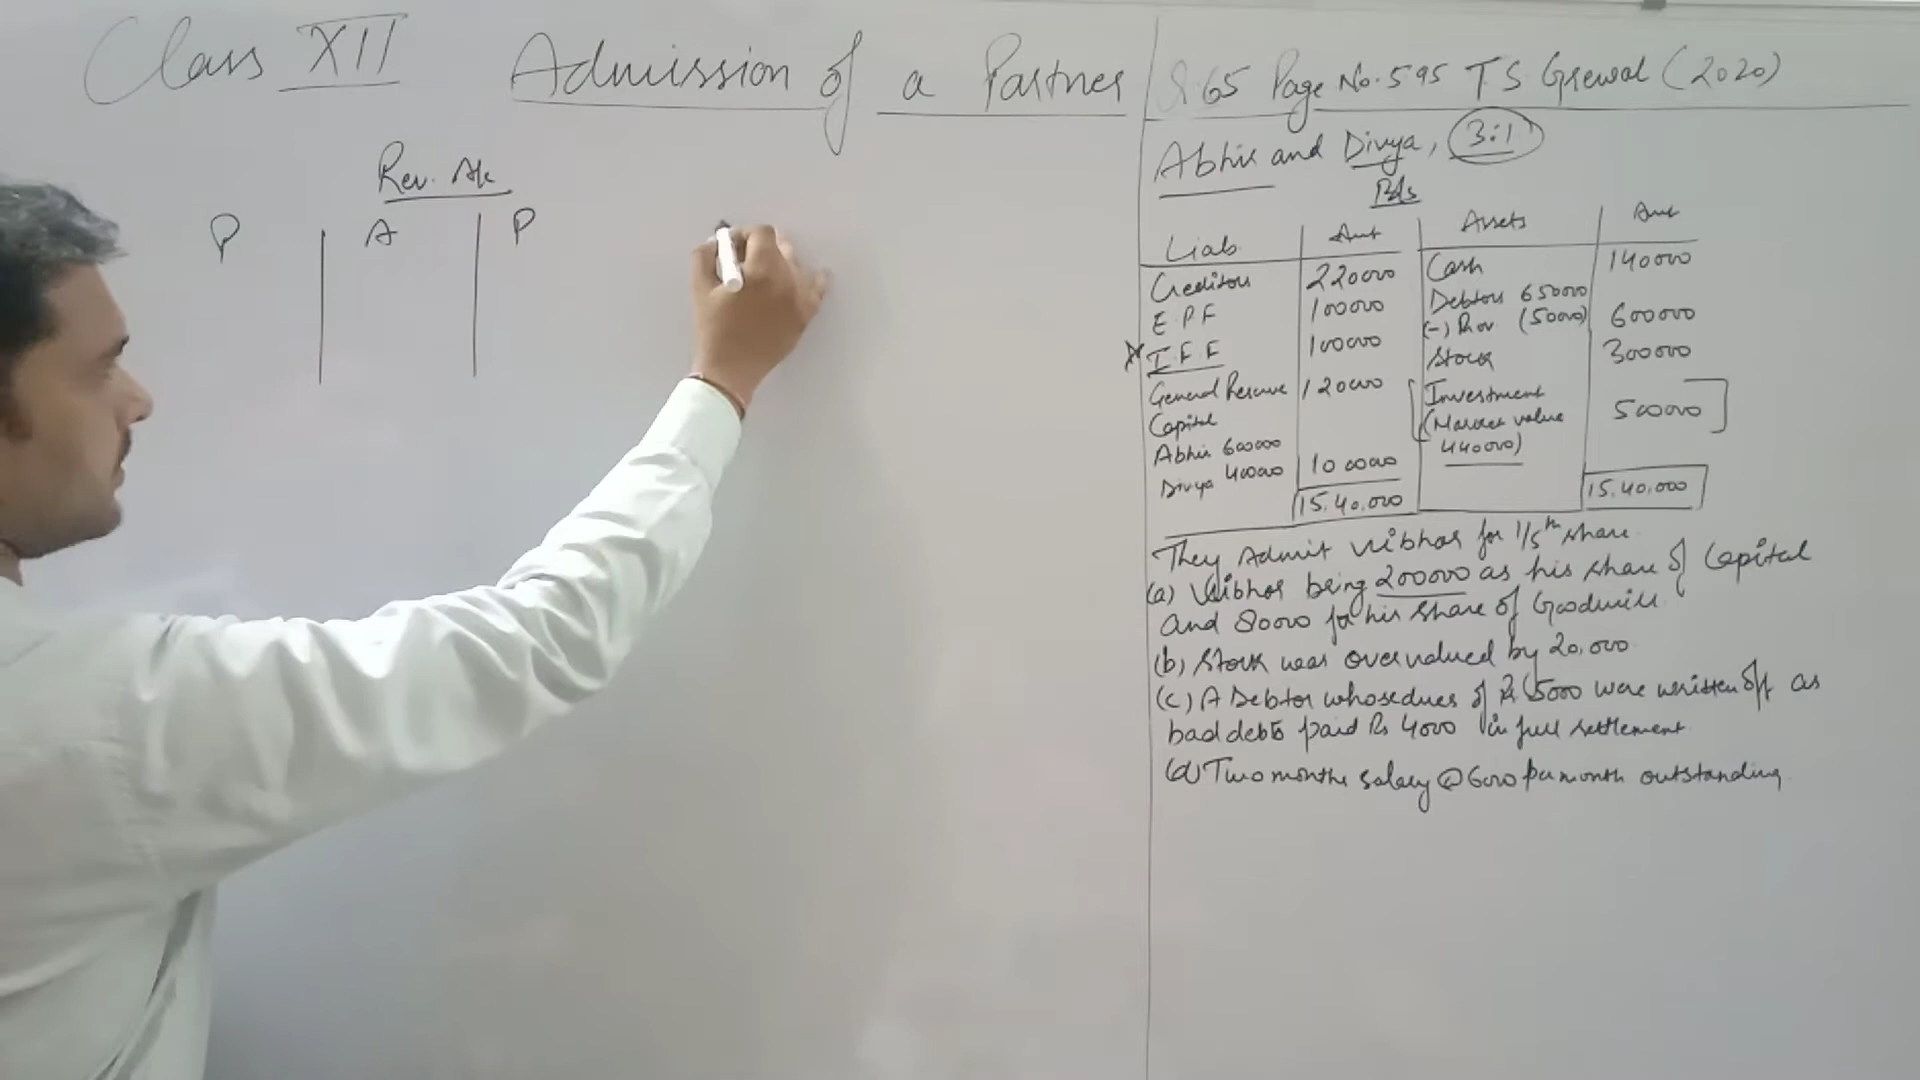 Class XII Admission of a Partner
Q.65 Page No.595 TS Grewal (2020)
Rev. A/c
P A P
Abhir and Divya, 3:1
B/s
Liab Amt Assets Amt
Creditors 220000 Cash 140000
EPF 100000 Debtors 650000
(-) Prov. (50000) 600000
I.F.F 100000 Stock 300000
General Reserve 120000 Investment
(Market value 440000) 500000
Capital
Abhir 600000
Divya 400000 1000000
15,40,000 15,40,000
They Admit Vibhor for 1/5th share
(a) Vibhor being 200000 as his share of Capital
and 80000 for his share of Goodwill
(b) Stock was overvalued by 20,000
(c) A Debtor whose dues of Rs 5000 were written off as
bad debts paid Rs 4000 in full settlement
(d) Two months salary @ 6000 per month outstanding